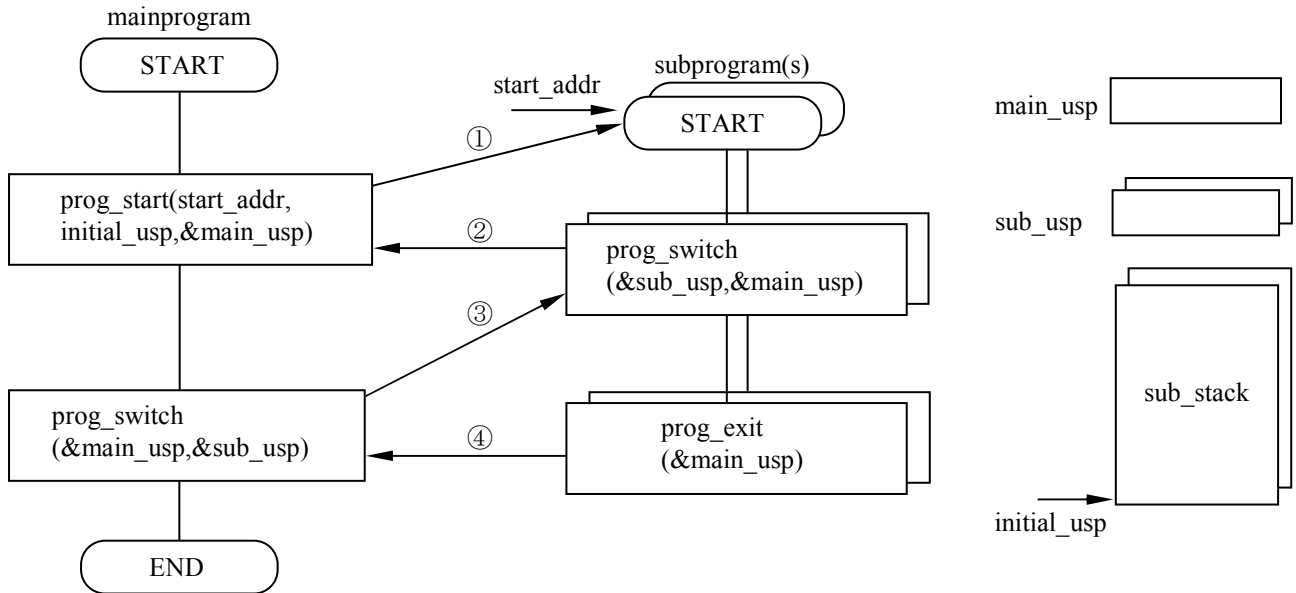 mainprogram
START
prog_start(start_addr,
initial_usp,&main_usp)
prog_switch
(&main_usp,&sub_usp)
END
①
②
③
④
start_addr
subprogram(s)
START
prog_switch
(&sub_usp,&main_usp)
prog_exit
(&main_usp)
main_usp
sub_usp
sub_stack
initial_usp